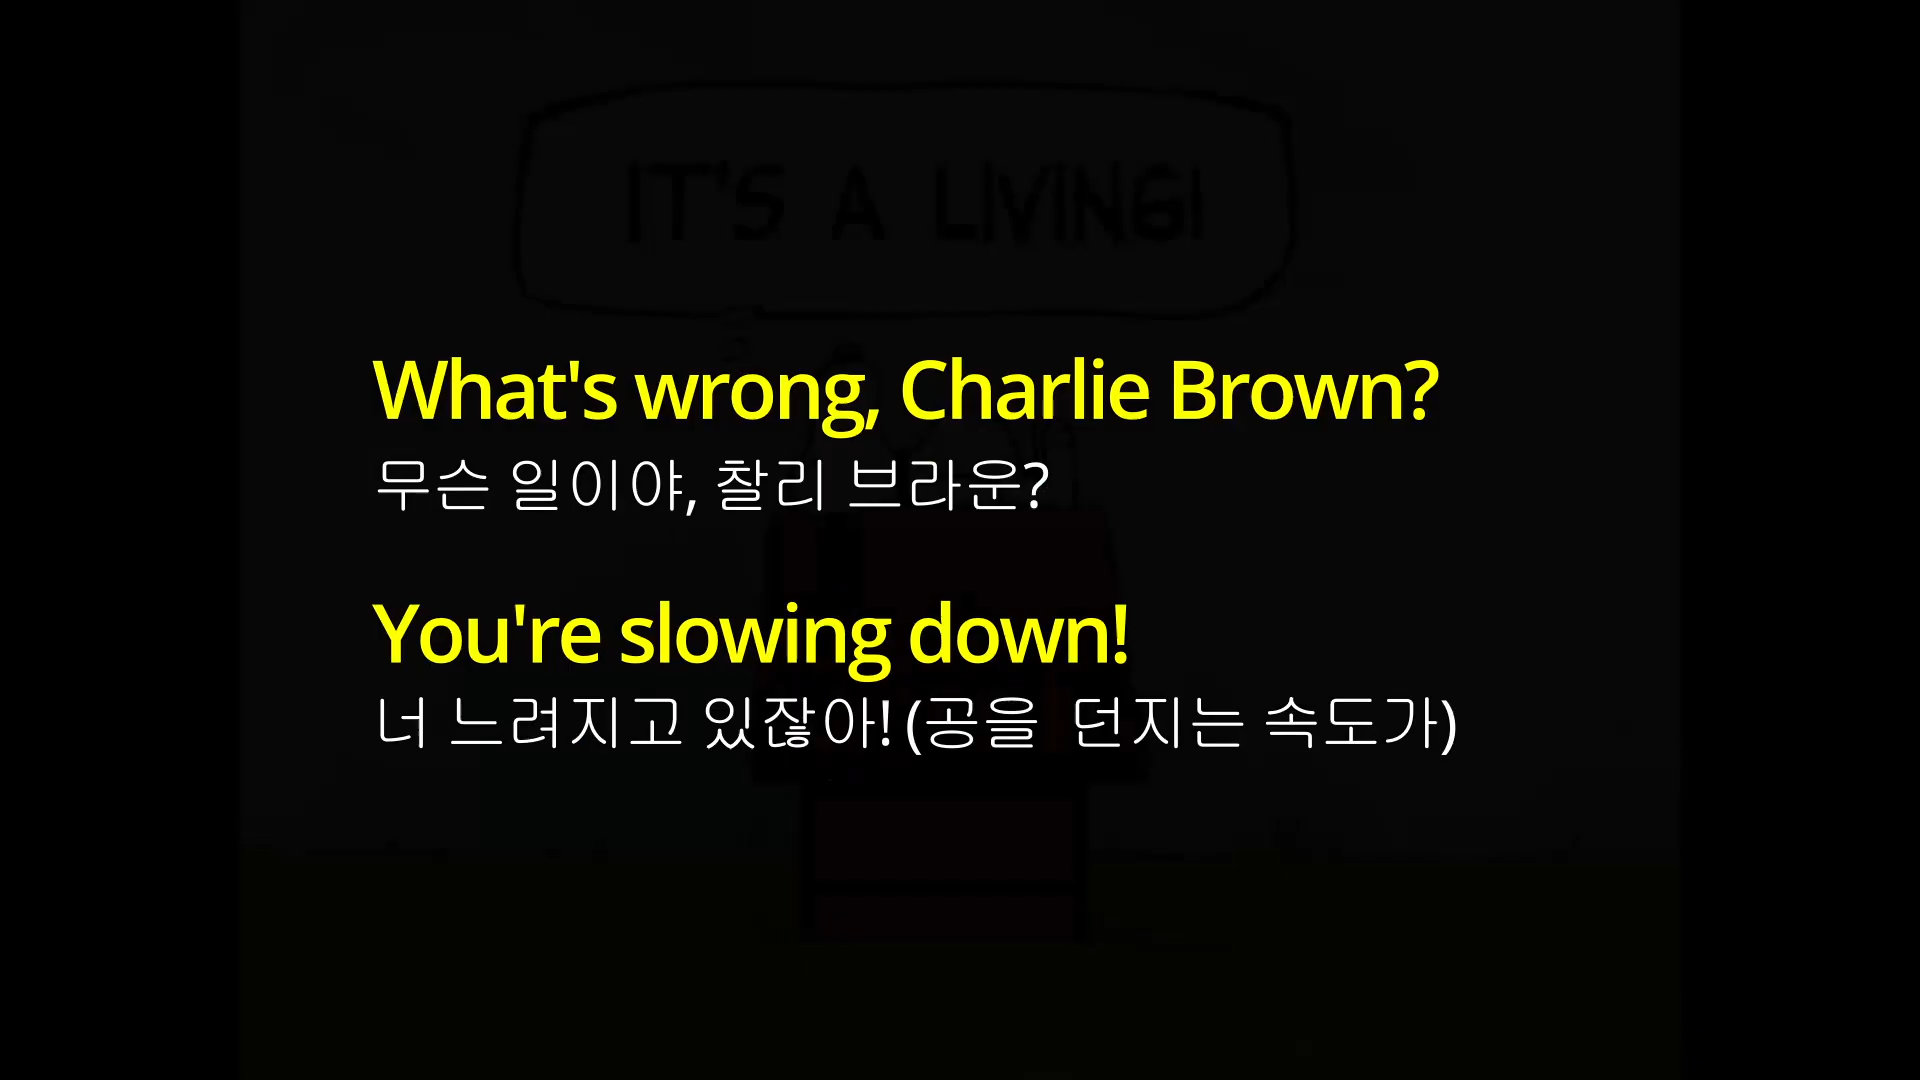 IT'S A LIVING!
What's wrong, Charlie Brown?
무슨 일이야, 찰리 브라운?
You're slowing down!
너 느려지고 있잖아! (공을 던지는 속도가)